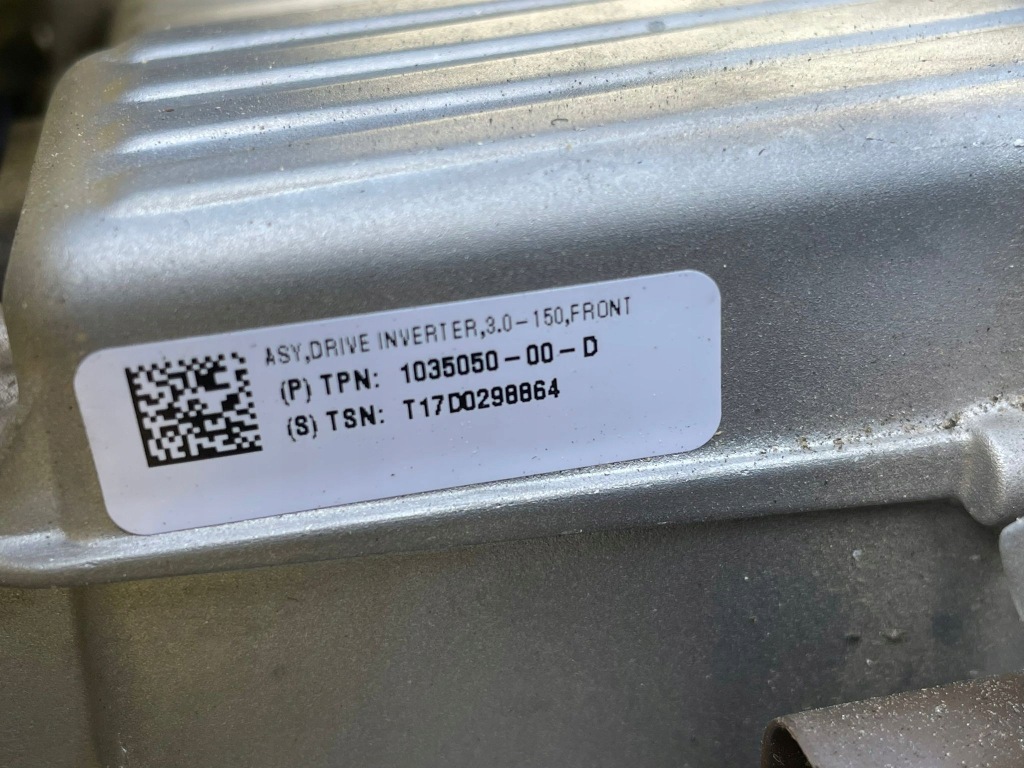 ASY,DRIVE INVERTER,3.0-150,FRONT
(P) TPN: 1035050-00-D
(S) TSN: T17D0298864